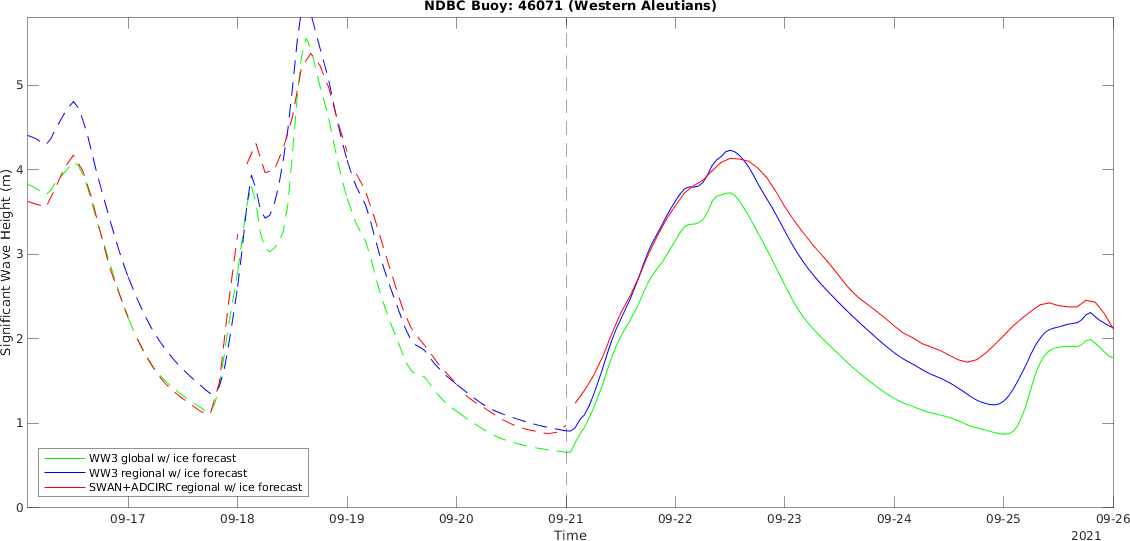 NDBC Buoy: 46071 (Western Aleutians)
Significant Wave Height (m)
5
4
3
2
1
0
WW3 global w/ ice forecast
WW3 regional w/ ice forecast
SWAN+ADCIRC regional w/ ice forecast
09-17 09-18 09-19 09-20 09-21 09-22 09-23 09-24 09-25 09-26
Time
2021